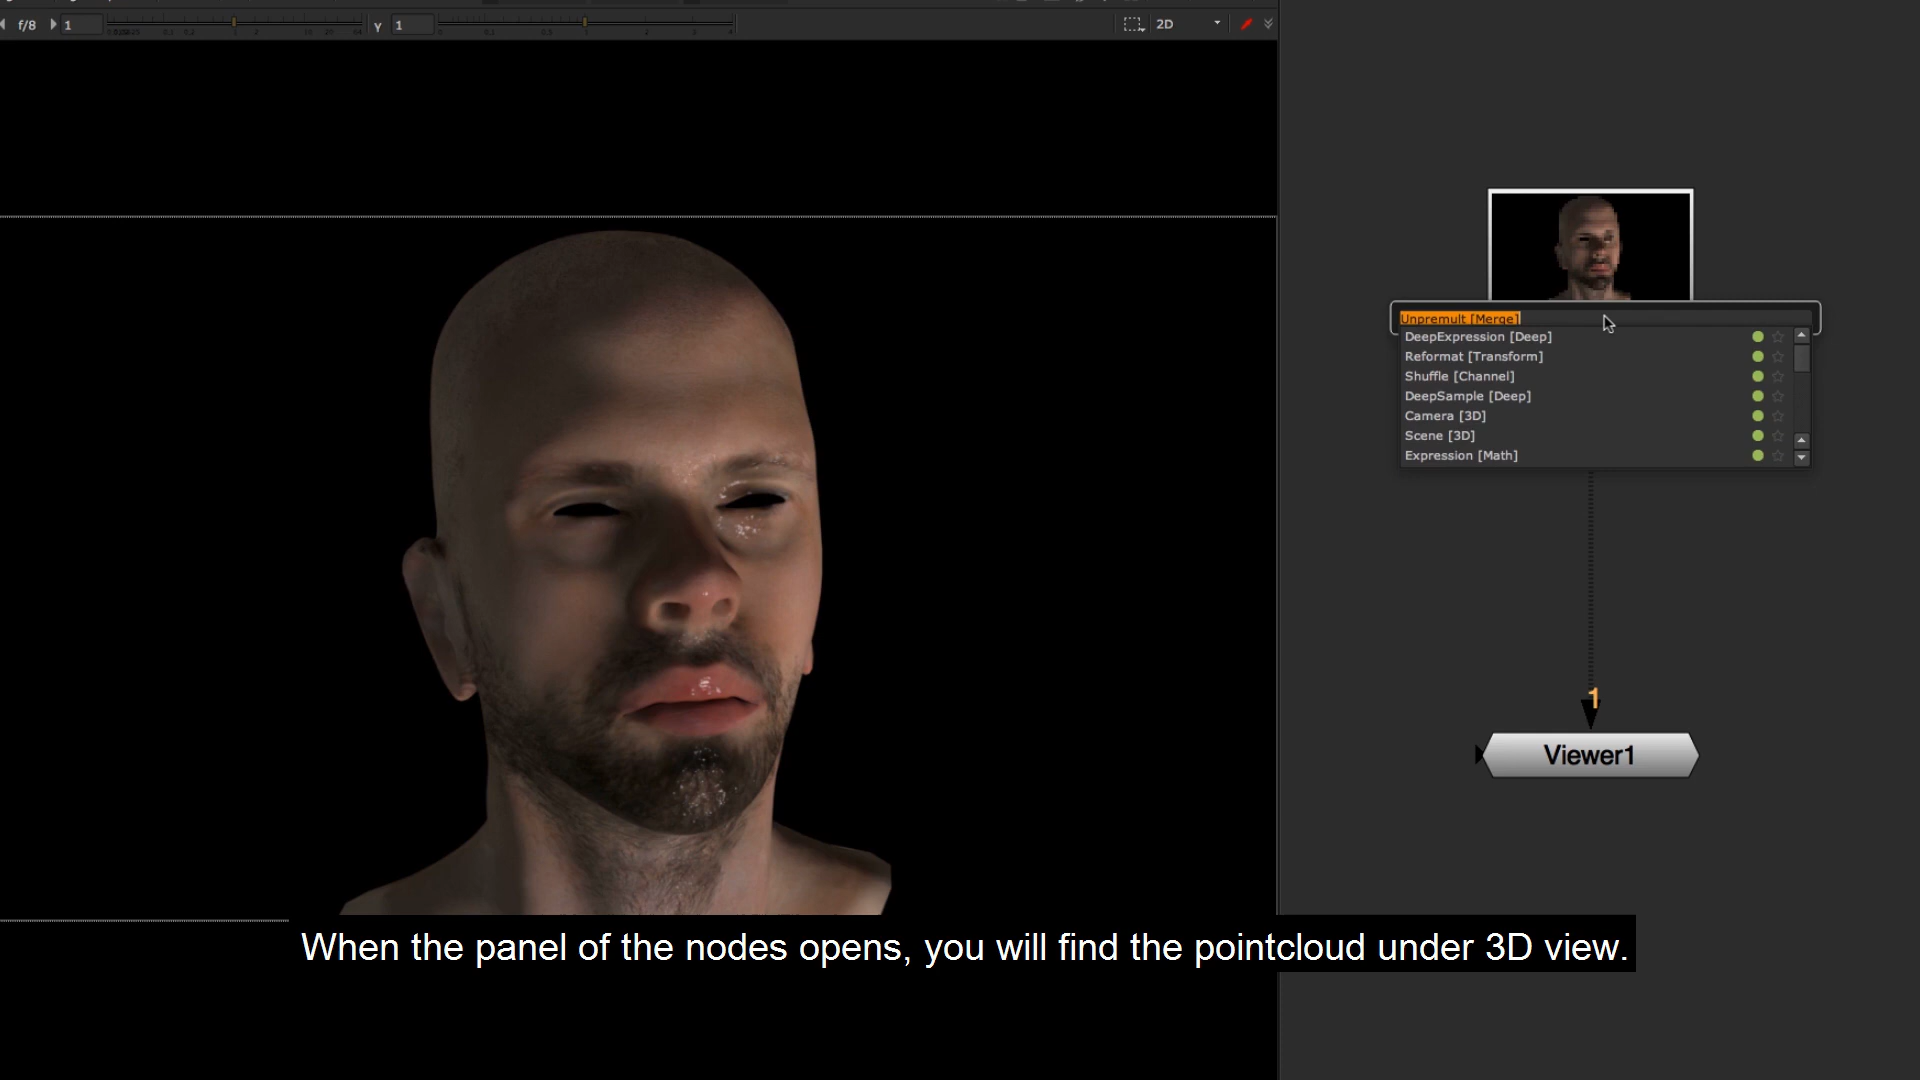 f/8
1
γ
1
2D
Unpremult [Merge]
DeepExpression [Deep]
Reformat [Transform]
Shuffle [Channel]
DeepSample [Deep]
Camera [3D]
Scene [3D]
Expression [Math]
1
Viewer1
When the panel of the nodes opens, you will find the pointcloud under 3D view.